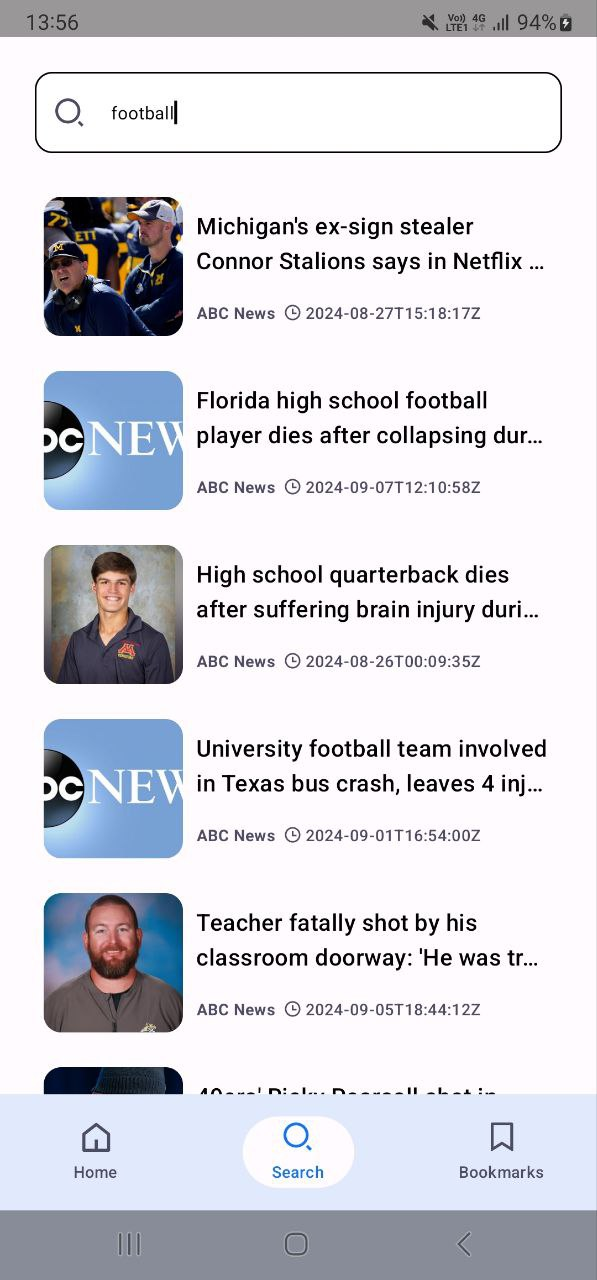 13:56
Vo)) LTE1 4G 94%
football
Michigan's ex-sign stealer
Connor Stalions says in Netflix ...
ABC News 2024-08-27T15:18:17Z
NEW
Florida high school football
player dies after collapsing dur...
ABC News 2024-09-07T12:10:58Z
High school quarterback dies
after suffering brain injury duri...
ABC News 2024-08-26T00:09:35Z
NEW
University football team involved
in Texas bus crash, leaves 4 inj...
ABC News 2024-09-01T16:54:00Z
Teacher fatally shot by his
classroom doorway: 'He was tr...
ABC News 2024-09-05T18:44:12Z
49ers' Ricky Pearsall shot in
Home
Search
Bookmarks